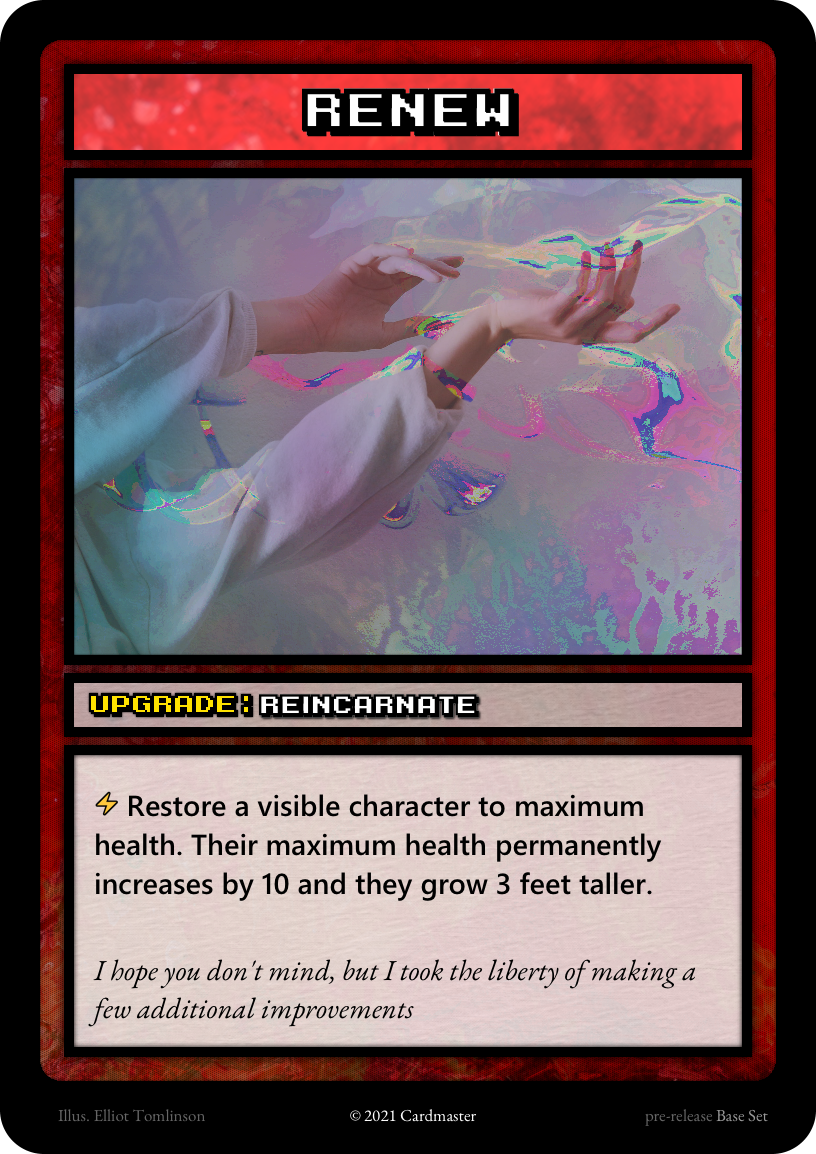 RENEW
UPGRADE: REINCARNATE
⚡ Restore a visible character to maximum
health. Their maximum health permanently
increases by 10 and they grow 3 feet taller.
I hope you don't mind, but I took the liberty of making a
few additional improvements
Illus. Elliot Tomlinson © 2021 Cardmaster pre-release Base Set